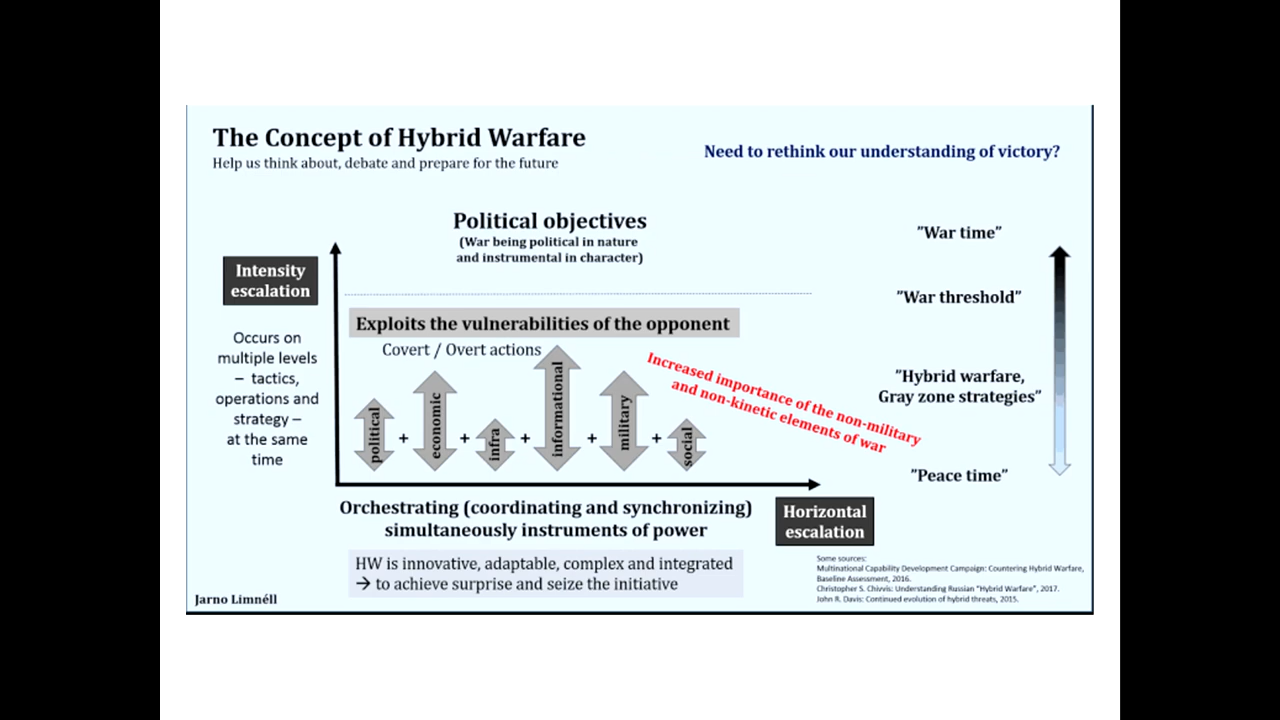 The Concept of Hybrid Warfare
Help us think about, debate and prepare for the future
Need to rethink our understanding of victory?
Political objectives
(War being political in nature
and instrumental in character)
Intensity
escalation
Occurs on
multiple levels
– tactics,
operations and
strategy –
at the same
time
Exploits the vulnerabilities of the opponent
Covert / Overt actions
political + economic + infra + informational + military + social
Increased importance of the non-military
and non-kinetic elements of war
"War time"
"War threshold"
"Hybrid warfare,
Gray zone strategies"
"Peace time"
Orchestrating (coordinating and synchronizing)
simultaneously instruments of power
Horizontal
escalation
HW is innovative, adaptable, complex and integrated
→ to achieve surprise and seize the initiative
Some sources:
Multinational Capability Development Campaign: Countering Hybrid Warfare,
Baseline Assessment, 2016.
Christopher S. Chivvis: Understanding Russian "Hybrid Warfare", 2017.
John R. Davis: Continued evolution of hybrid threats, 2015.
Jarno Limnéll